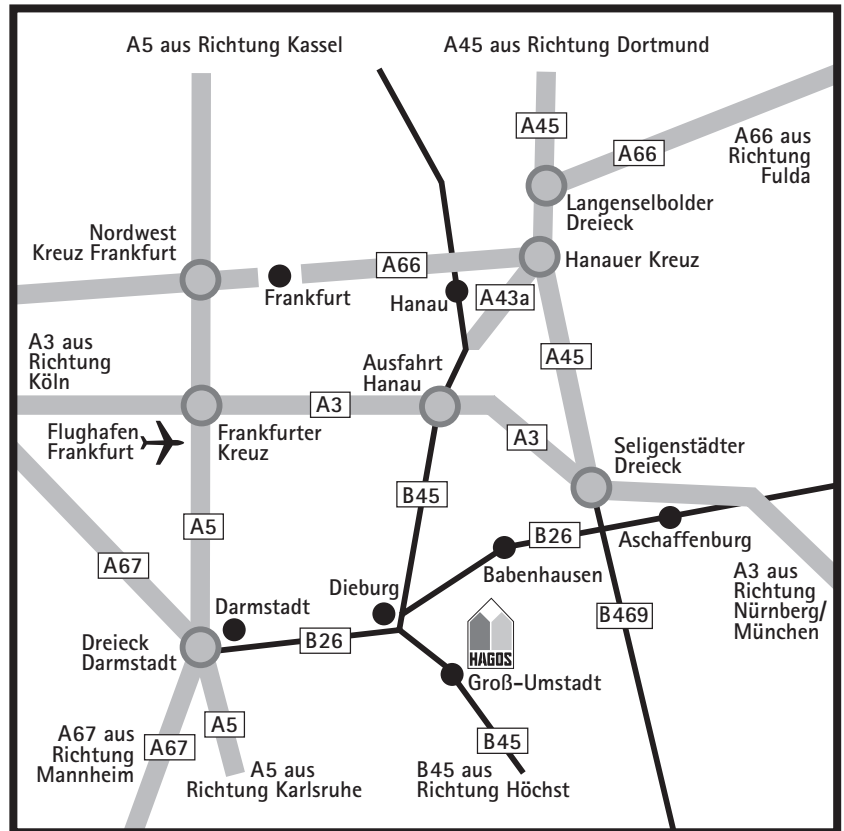 A5 aus Richtung Kassel
A45 aus Richtung Dortmund
A45
A66
A66 aus
Richtung
Fulda
Langenselbolder
Dreieck
Nordwest
Kreuz Frankfurt
A66
Hanauer Kreuz
Frankfurt
Hanau
A43a
A3 aus
Richtung
Köln
Ausfahrt
Hanau
A45
A3
Flughafen
Frankfurt
Frankfurter
Kreuz
A3
Seligenstädter
Dreieck
B45
A5
B26
Aschaffenburg
A67
Babenhausen
A3 aus
Richtung
Nürnberg/
München
Dieburg
Darmstadt
B469
B26
Dreieck
Darmstadt
HAGOS
Groß-Umstadt
A5
A67 aus
Richtung
Mannheim
A67
B45
A5 aus
Richtung Karlsruhe
B45 aus
Richtung Höchst